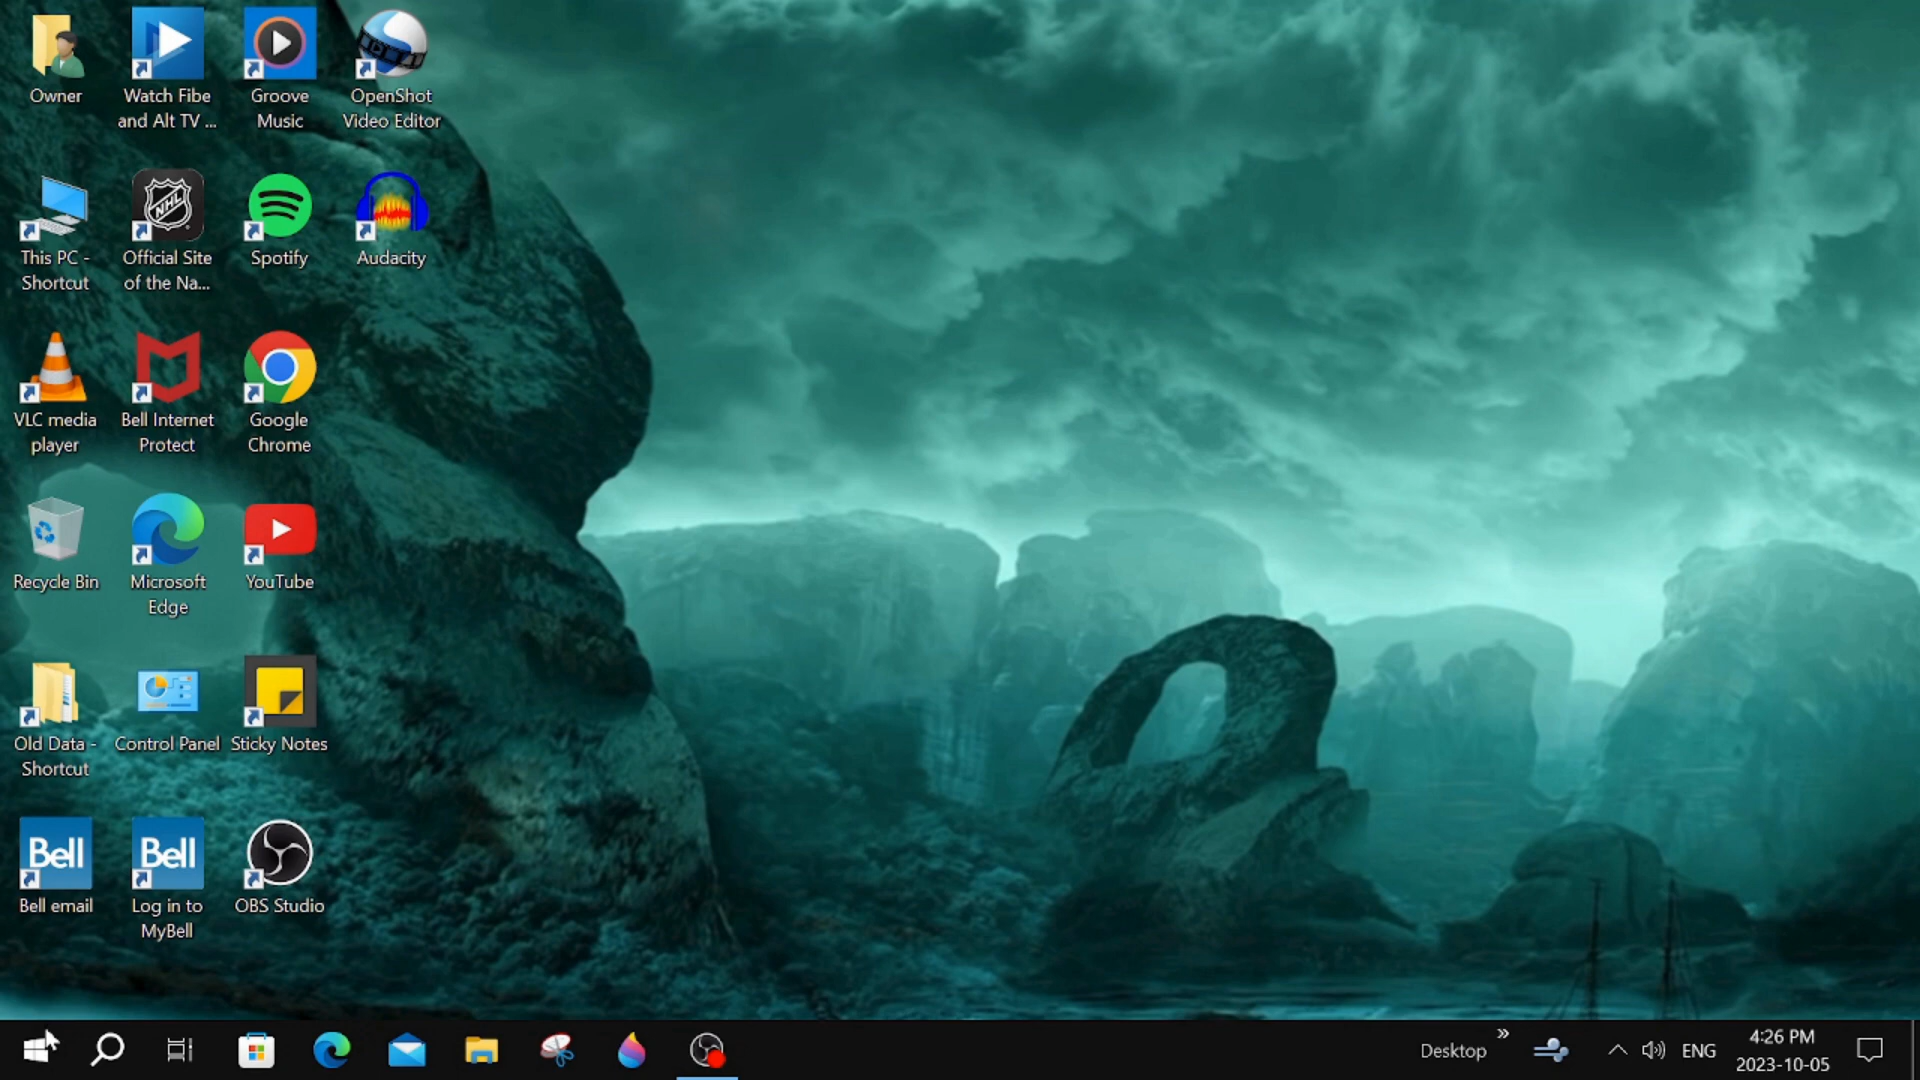 Owner
Watch Fibe
and Alt TV ...
Groove
Music
OpenShot
Video Editor
This PC -
Shortcut
NHL
Official Site
of the Na...
Spotify
Audacity
VLC media
player
Bell Internet
Protect
Google
Chrome
Recycle Bin
Microsoft
Edge
YouTube
Old Data -
Shortcut
Control Panel
Sticky Notes
Bell
Bell email
Bell
Log in to
MyBell
OBS Studio
Desktop
ENG
4:26 PM
2023-10-05